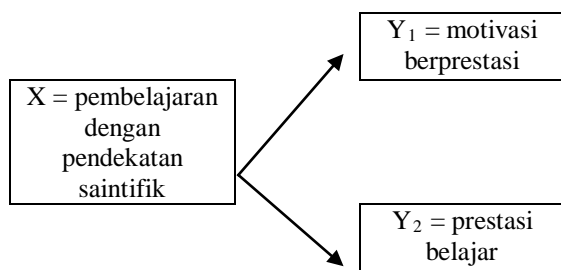 Y₁ = motivasi
berprestasi
X = pembelajaran
dengan
pendekatan
saintifik
Y₂ = prestasi
belajar